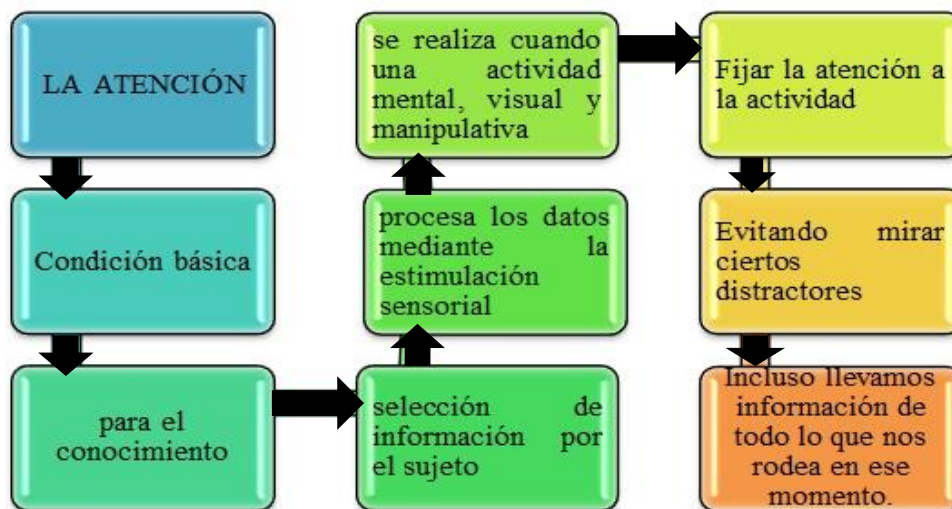 LA ATENCIÓN
Condición básica
para el
conocimiento
selección de
información por
el sujeto
procesa los datos
mediante la
estimulación
sensorial
se realiza cuando
una actividad
mental, visual y
manipulativa
Fijar la atención a
la actividad
Evitando mirar
ciertos
distractores
Incluso llevamos
información de
todo lo que nos
rodea en ese
momento.